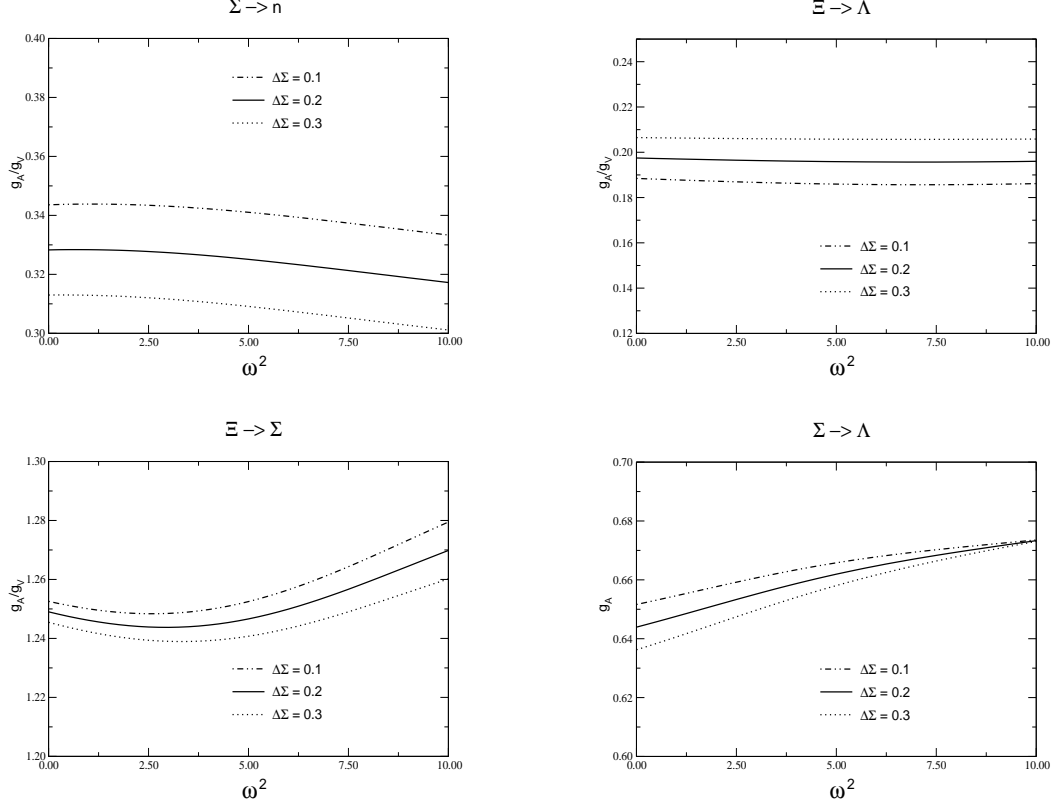 Σ -> n
0.40
0.38
0.36
0.34
0.32
0.30
g_A/g_V
ΔΣ = 0.1
ΔΣ = 0.2
ΔΣ = 0.3
0.00 2.50 5.00 7.50 10.00
ω²
Ξ -> Λ
0.24
0.22
0.20
0.18
0.16
0.14
0.12
g_A/g_V
ΔΣ = 0.1
ΔΣ = 0.2
ΔΣ = 0.3
0.00 2.50 5.00 7.50 10.00
ω²
Ξ -> Σ
1.30
1.28
1.26
1.24
1.22
1.20
g_A/g_V
ΔΣ = 0.1
ΔΣ = 0.2
ΔΣ = 0.3
0.00 2.50 5.00 7.50 10.00
ω²
Σ -> Λ
0.70
0.68
0.66
0.64
0.62
0.60
g_A
ΔΣ = 0.1
ΔΣ = 0.2
ΔΣ = 0.3
0.00 2.50 5.00 7.50 10.00
ω²